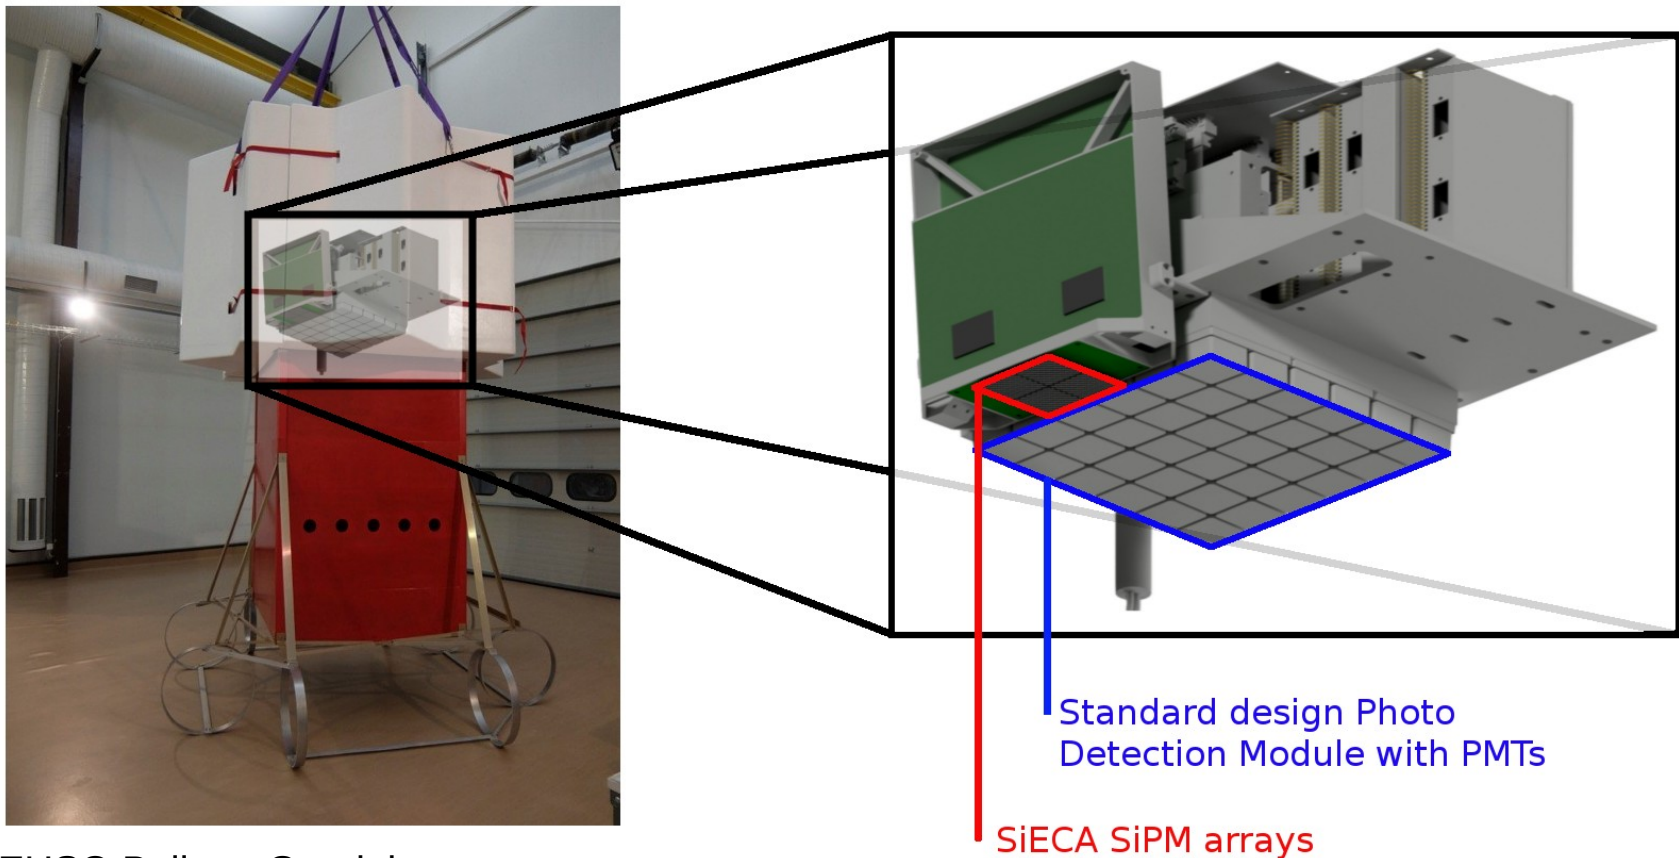 Standard design Photo
Detection Module with PMTs
SiECA SiPM arrays